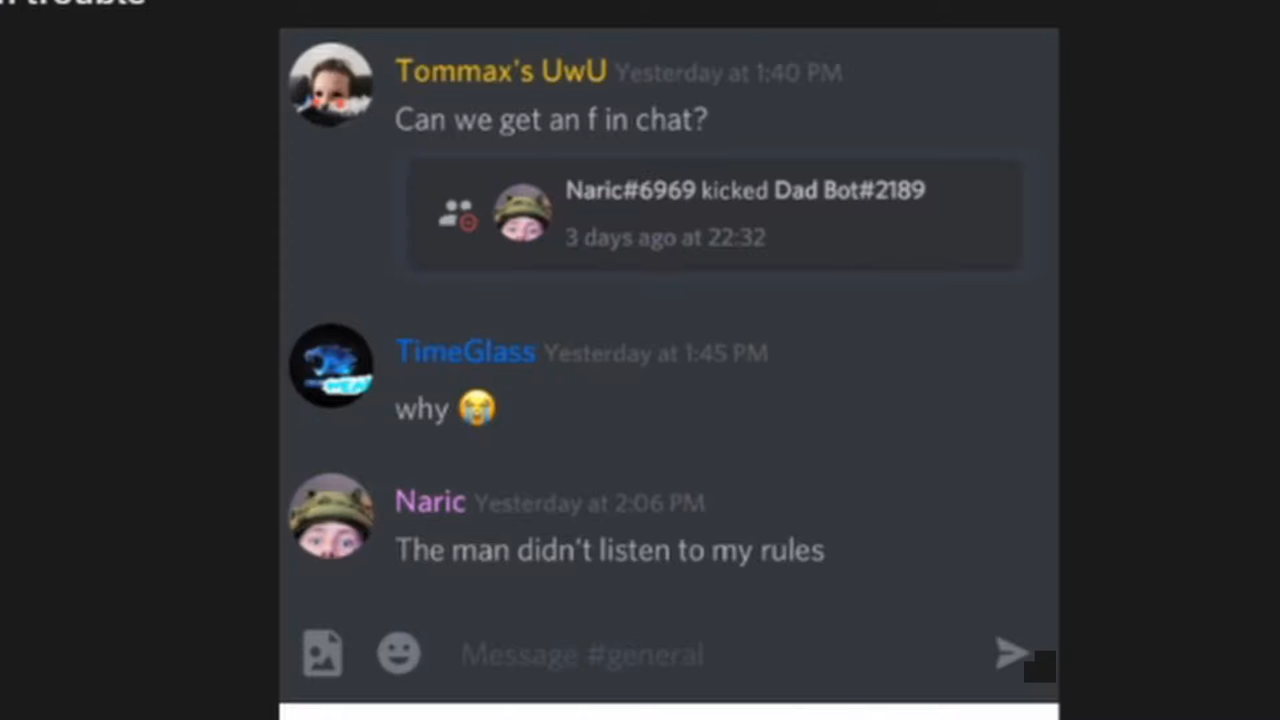 trouble
Tommax's UwU Yesterday at 1:40 PM
Can we get an f in chat?
Naric#6969 kicked Dad Bot#2189
3 days ago at 22:32
TimeGlass Yesterday at 1:45 PM
why 😭
Naric Yesterday at 2:06 PM
The man didn't listen to my rules
Message #general